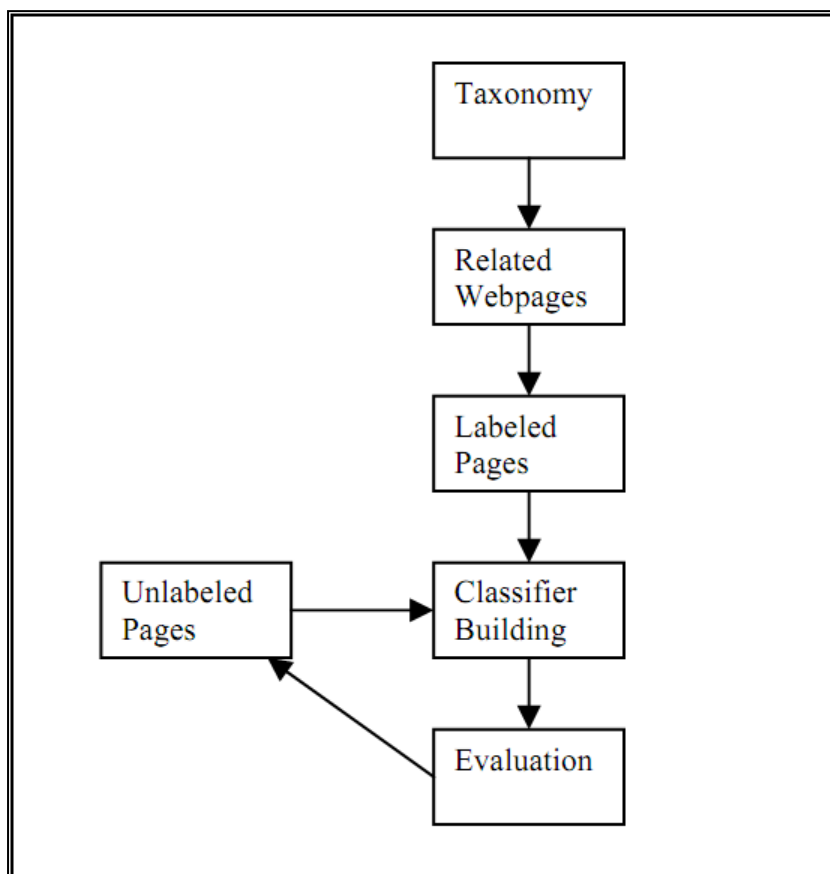 Taxonomy
Related
Webpages
Labeled
Pages
Unlabeled
Pages
Classifier
Building
Evaluation